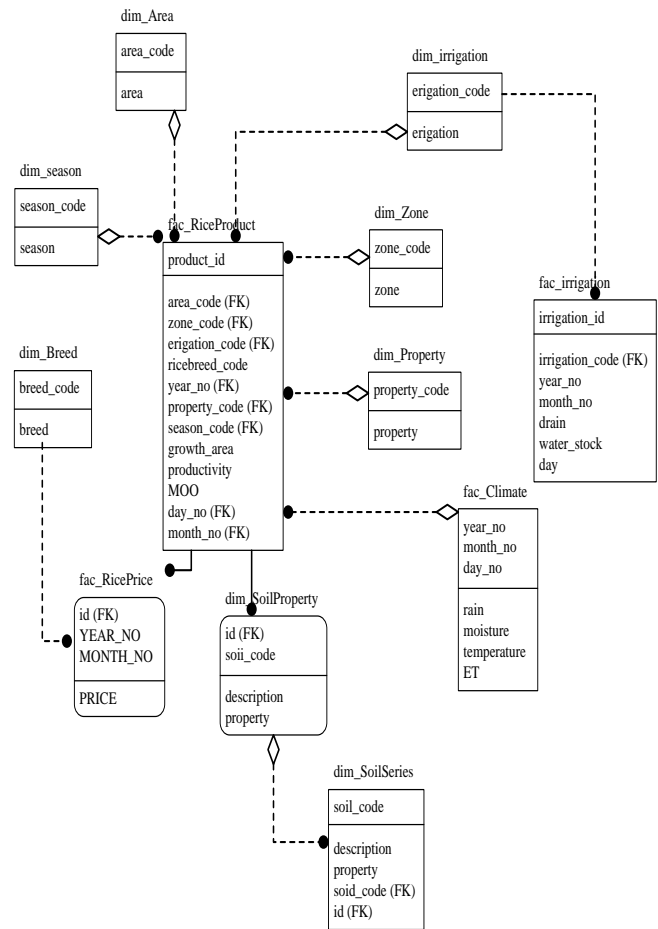 dim_Area
area_code
area
dim_irrigation
erigation_code
erigation
dim_season
season_code
season
fac_RiceProduct
product_id
area_code (FK)
zone_code (FK)
erigation_code (FK)
ricebreed_code
year_no (FK)
property_code (FK)
season_code (FK)
growth_area
productivity
MOO
day_no (FK)
month_no (FK)
dim_Zone
zone_code
zone
fac_irrigation
irrigation_id
irrigation_code (FK)
year_no
month_no
drain
water_stock
day
dim_Breed
breed_code
breed
dim_Property
property_code
property
fac_Climate
year_no
month_no
day_no
rain
moisture
temperature
ET
fac_RicePrice
id (FK)
YEAR_NO
MONTH_NO
PRICE
dim_SoilProperty
id (FK)
soii_code
description
property
dim_SoilSeries
soil_code
description
property
soid_code (FK)
id (FK)